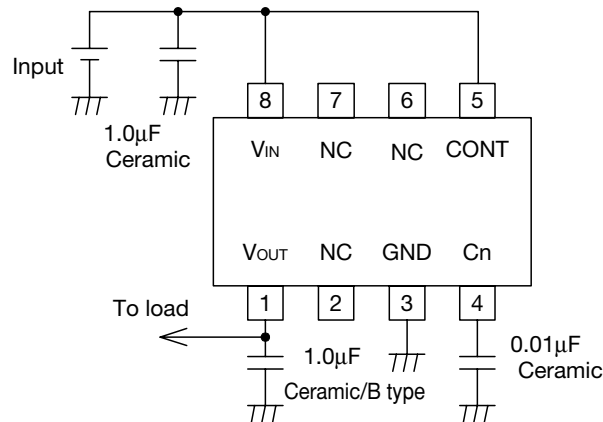 Input
1.0μF
Ceramic
8 7 6 5
VIN NC NC CONT
VOUT NC GND Cn
1 2 3 4
To load
1.0μF
Ceramic/B type
0.01μF
Ceramic